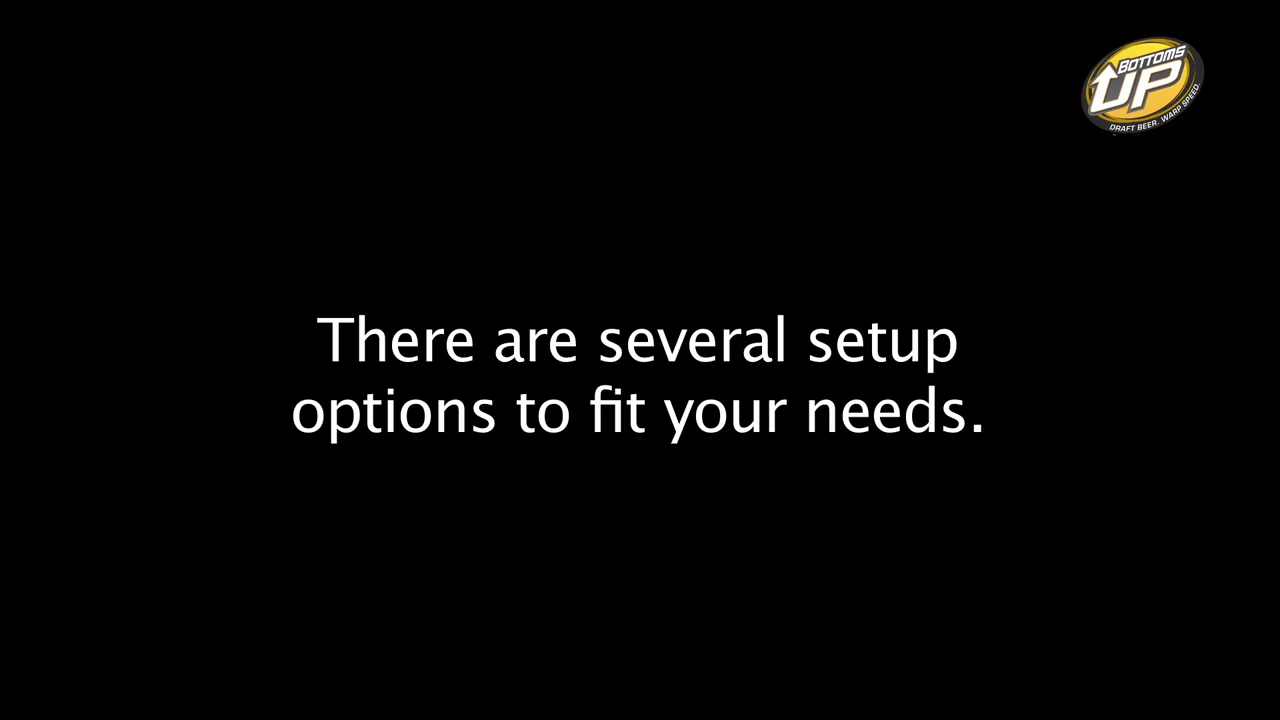 BOTTOMS
UP
DRAFT BEER. WARP SPEED.
There are several setup
options to fit your needs.